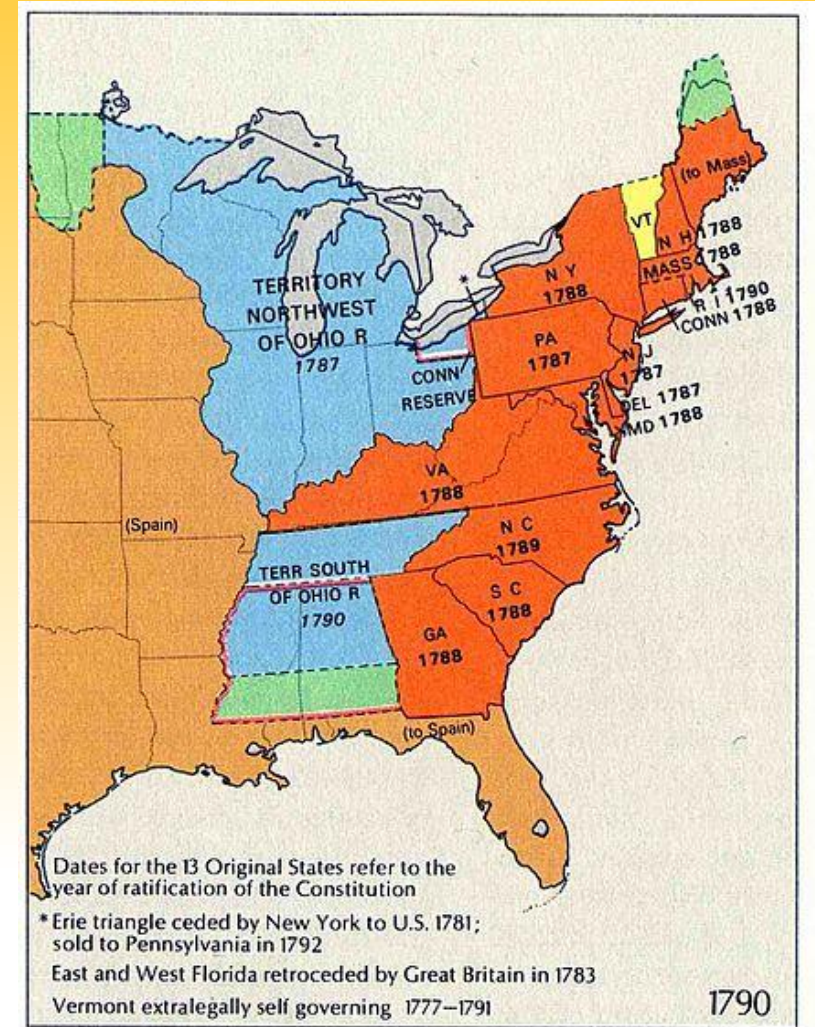 (to Mass)
VT
N H 1788
MASS 1788
R I 1790
CONN 1788
N Y
1788
*
TERRITORY
NORTHWEST
OF OHIO R
1787
PA
1787
N J
1787
CONN
RESERVE
DEL 1787
MD 1788
VA
1788
(Spain)
N C
1789
TERR SOUTH
OF OHIO R
1790
S C
1788
GA
1788
(to Spain)
Dates for the 13 Original States refer to the
year of ratification of the Constitution
*Erie triangle ceded by New York to U.S. 1781;
sold to Pennsylvania in 1792
East and West Florida retroceded by Great Britain in 1783
Vermont extralegally self governing 1777–1791
1790